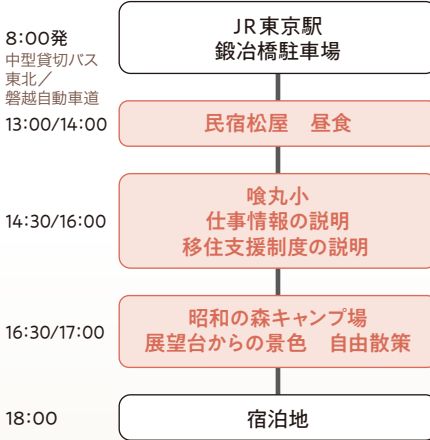 8:00発
中型貸切バス
東北／
磐越自動車道
JR東京駅
鍛冶橋駐車場
13:00/14:00
民宿松屋　昼食
14:30/16:00
喰丸小
仕事情報の説明
移住支援制度の説明
16:30/17:00
昭和の森キャンプ場
展望台からの景色　自由散策
18:00
宿泊地